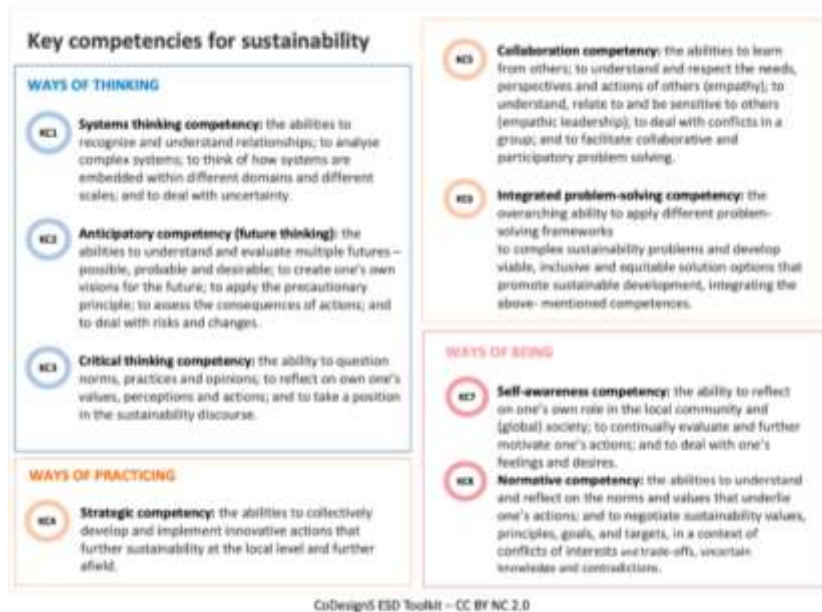 Key competencies for sustainability
WAYS OF THINKING
KC1
Systems thinking competency: the abilities to
recognize and understand relationships; to analyse
complex systems; to think of how systems are
embedded within different domains and different
scales; and to deal with uncertainty.
KC2
Anticipatory competency (future thinking): the
abilities to understand and evaluate multiple futures –
possible, probable and desirable; to create one's own
visions for the future; to apply the precautionary
principle; to assess the consequences of actions; and
to deal with risks and changes.
KC3
Critical thinking competency: the ability to question
norms, practices and opinions; to reflect on own one's
values, perceptions and actions; and to take a position
in the sustainability discourse.
WAYS OF PRACTICING
KC4
Strategic competency: the abilities to collectively
develop and implement innovative actions that
further sustainability at the local level and further
afield.
KC5
Collaboration competency: the abilities to learn
from others; to understand and respect the needs,
perspectives and actions of others (empathy); to
understand, relate to and be sensitive to others
(empathic leadership); to deal with conflicts in a
group; and to facilitate collaborative and
participatory problem solving.
KC6
Integrated problem-solving competency: the
overarching ability to apply different problem-
solving frameworks
to complex sustainability problems and develop
viable, inclusive and equitable solution options that
promote sustainable development, integrating the
above- mentioned competences.
WAYS OF BEING
KC7
Self-awareness competency: the ability to reflect
on one's own role in the local community and
(global) society; to continually evaluate and further
motivate one's actions; and to deal with one's
feelings and desires.
KC8
Normative competency: the abilities to understand
and reflect on the norms and values that underlie
one's actions; and to negotiate sustainability values,
principles, goals, and targets, in a context of
conflicts of interests and trade-offs, uncertain
knowledge and contradictions.
CoDesignS ESD Toolkit – CC BY NC 2.0